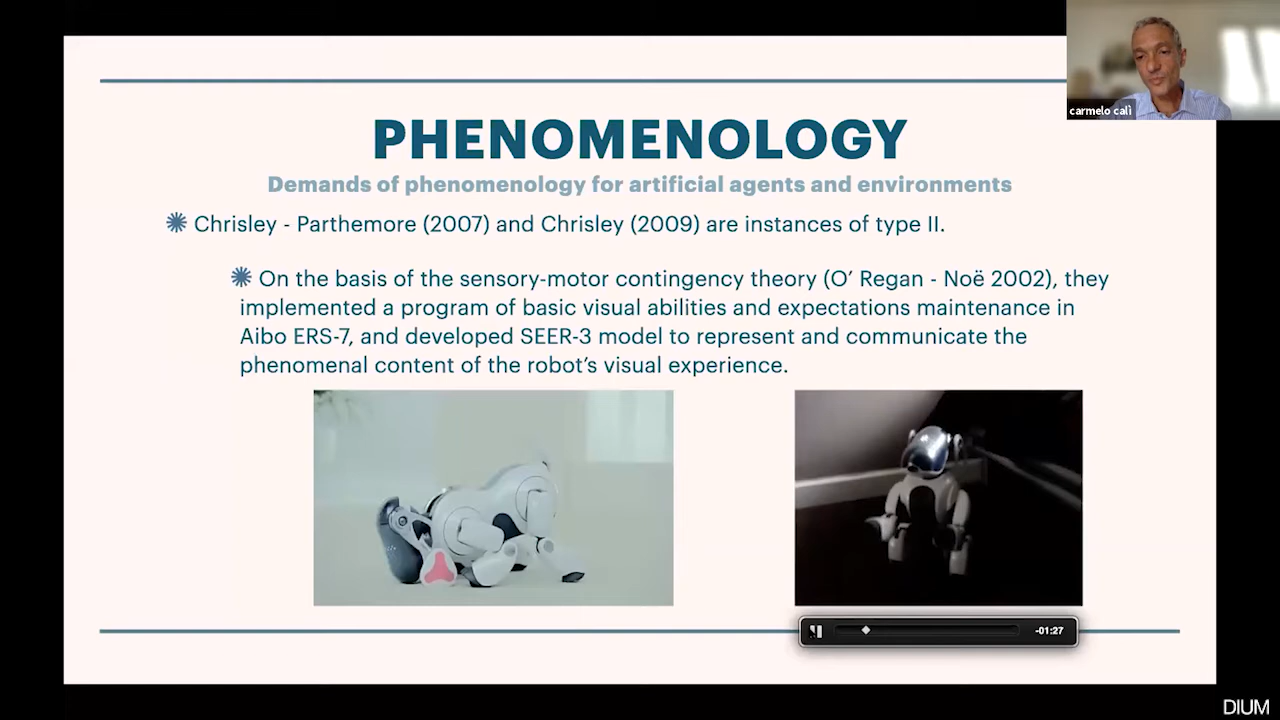 carmelo calì
PHENOMENOLOGY
Demands of phenomenology for artificial agents and environments
Chrisley - Parthemore (2007) and Chrisley (2009) are instances of type II.
On the basis of the sensory-motor contingency theory (O' Regan - Noë 2002), they
implemented a program of basic visual abilities and expectations maintenance in
Aibo ERS-7, and developed SEER-3 model to represent and communicate the
phenomenal content of the robot's visual experience.
-01:27
DIUM